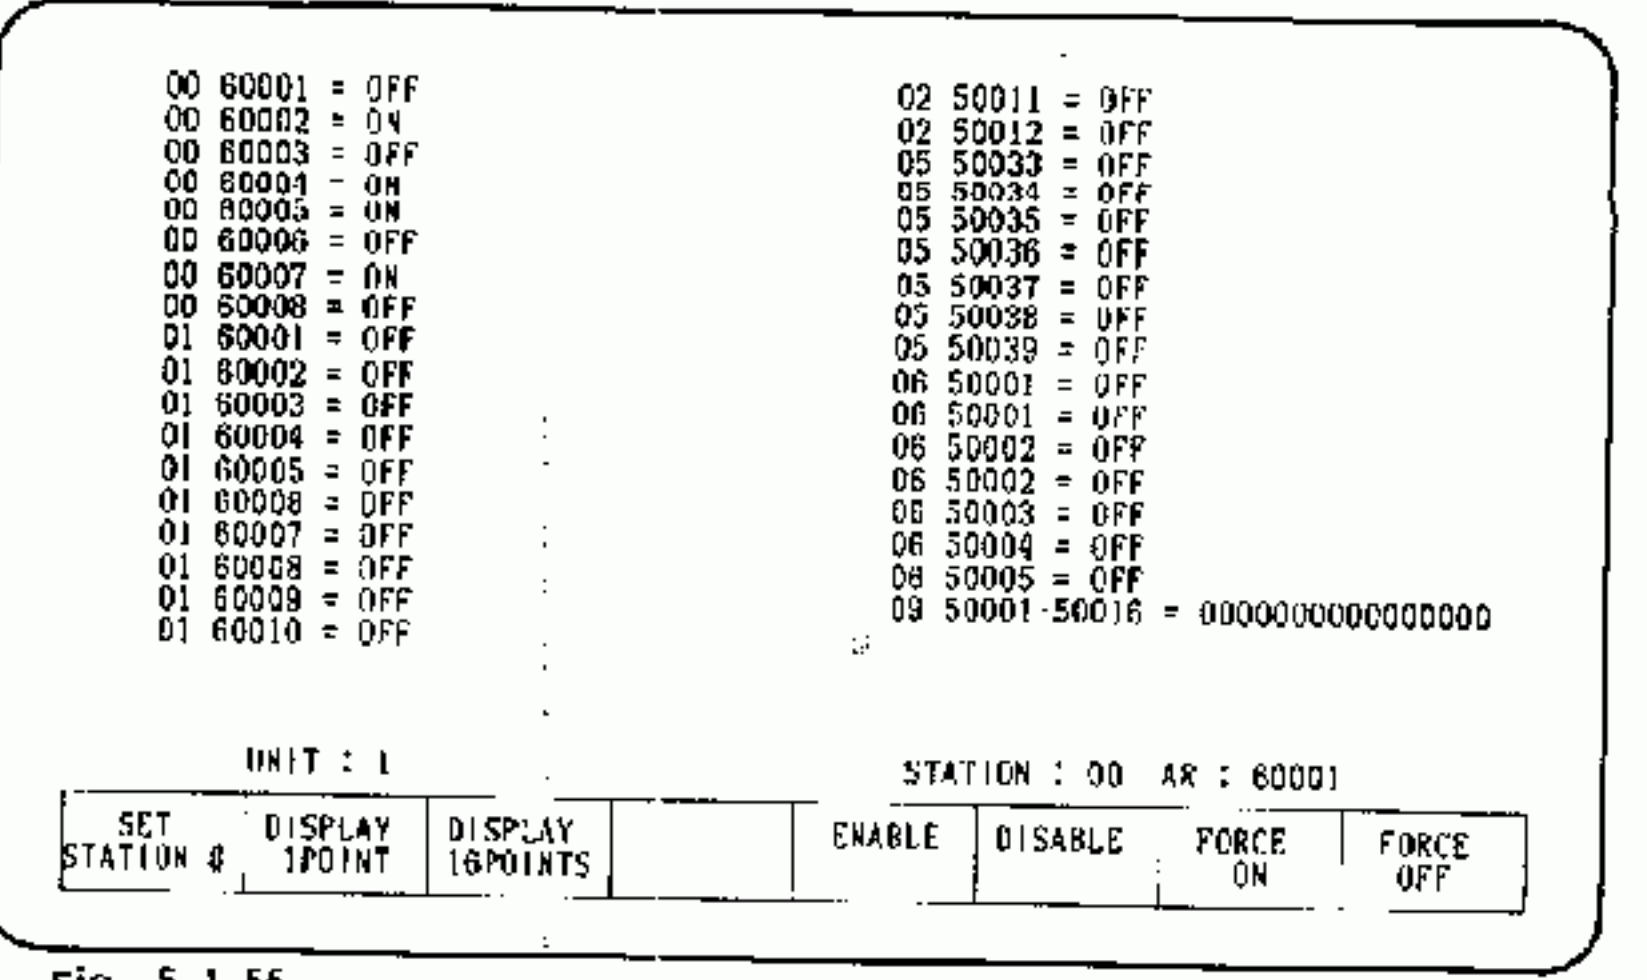 00 60001 = OFF
00 60002 = ON
00 60003 = OFF
00 60004 = ON
00 60005 = ON
00 60006 = OFF
00 60007 = ON
00 60008 = OFF
01 60001 = OFF
01 60002 = OFF
01 60003 = OFF
01 60004 = OFF
01 60005 = OFF
01 60008 = OFF
01 60007 = OFF
01 60008 = OFF
01 60009 = OFF
01 60010 = OFF
02 50011 = OFF
02 50012 = OFF
05 50033 = OFF
05 50034 = OFF
05 50035 = OFF
05 50036 = OFF
05 50037 = OFF
05 50038 = OFF
05 50039 = OFF
06 50001 = OFF
06 50001 = OFF
06 50002 = OFF
06 50002 = OFF
06 50003 = OFF
06 50004 = OFF
06 50005 = OFF
09 50001-50016 = 0000000000000000
UNIT : 1
STATION : 00 AR : 60001
SET
STATION #
DISPLAY
1POINT
DISPLAY
16POINTS
ENABLE
DISABLE
FORCE
ON
FORCE
OFF